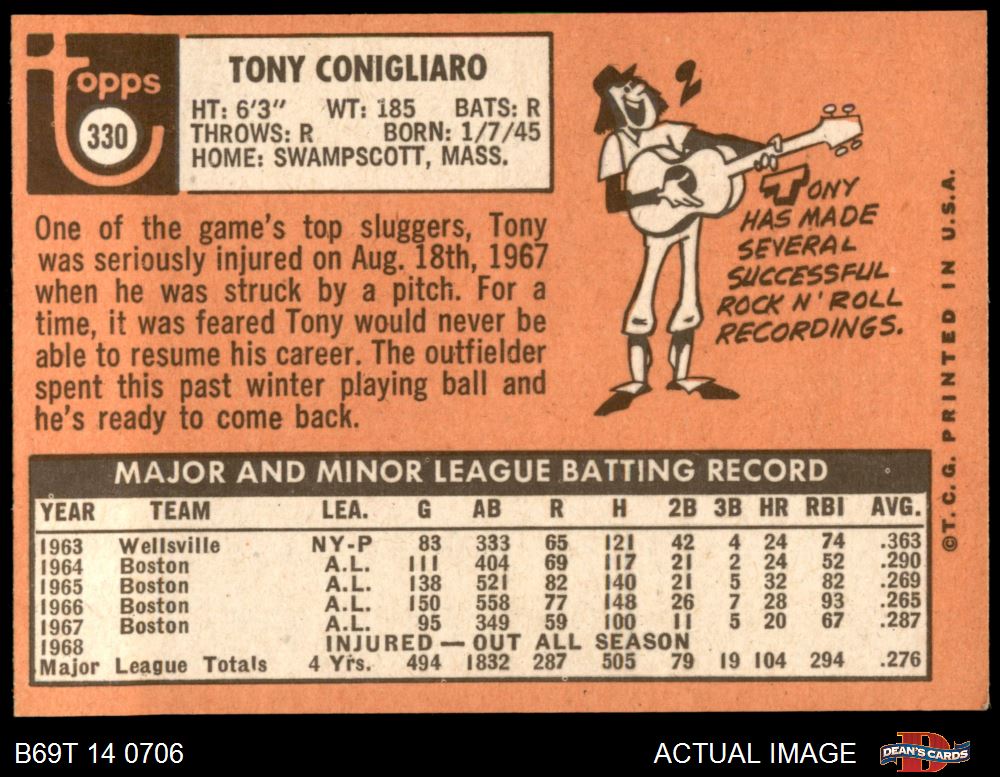 Topps
330
TONY CONIGLIARO
HT: 6'3" WT: 185 BATS: R
THROWS: R BORN: 1/7/45
HOME: SWAMPSCOTT, MASS.
One of the game's top sluggers, Tony
was seriously injured on Aug. 18th, 1967
when he was struck by a pitch. For a
time, it was feared Tony would never be
able to resume his career. The outfielder
spent this past winter playing ball and
he's ready to come back.
TONY
HAS MADE
SEVERAL
SUCCESSFUL
ROCK N' ROLL
RECORDINGS.
©T. C. G. PRINTED IN U.S.A.
MAJOR AND MINOR LEAGUE BATTING RECORD
YEAR TEAM LEA. G AB R H 2B 3B HR RBI AVG.
1963 Wellsville NY-P 83 333 65 121 42 4 24 74 .363
1964 Boston A.L. 111 404 69 117 21 2 24 52 .290
1965 Boston A.L. 138 521 82 140 21 5 32 82 .269
1966 Boston A.L. 150 558 77 148 26 7 28 93 .265
1967 Boston A.L. 95 349 59 100 11 5 20 67 .287
1968 INJURED — OUT ALL SEASON
Major League Totals 4 Yrs. 494 1832 287 505 79 19 104 294 .276
B69T 14 0706
ACTUAL IMAGE
D
DEAN'S CARDS